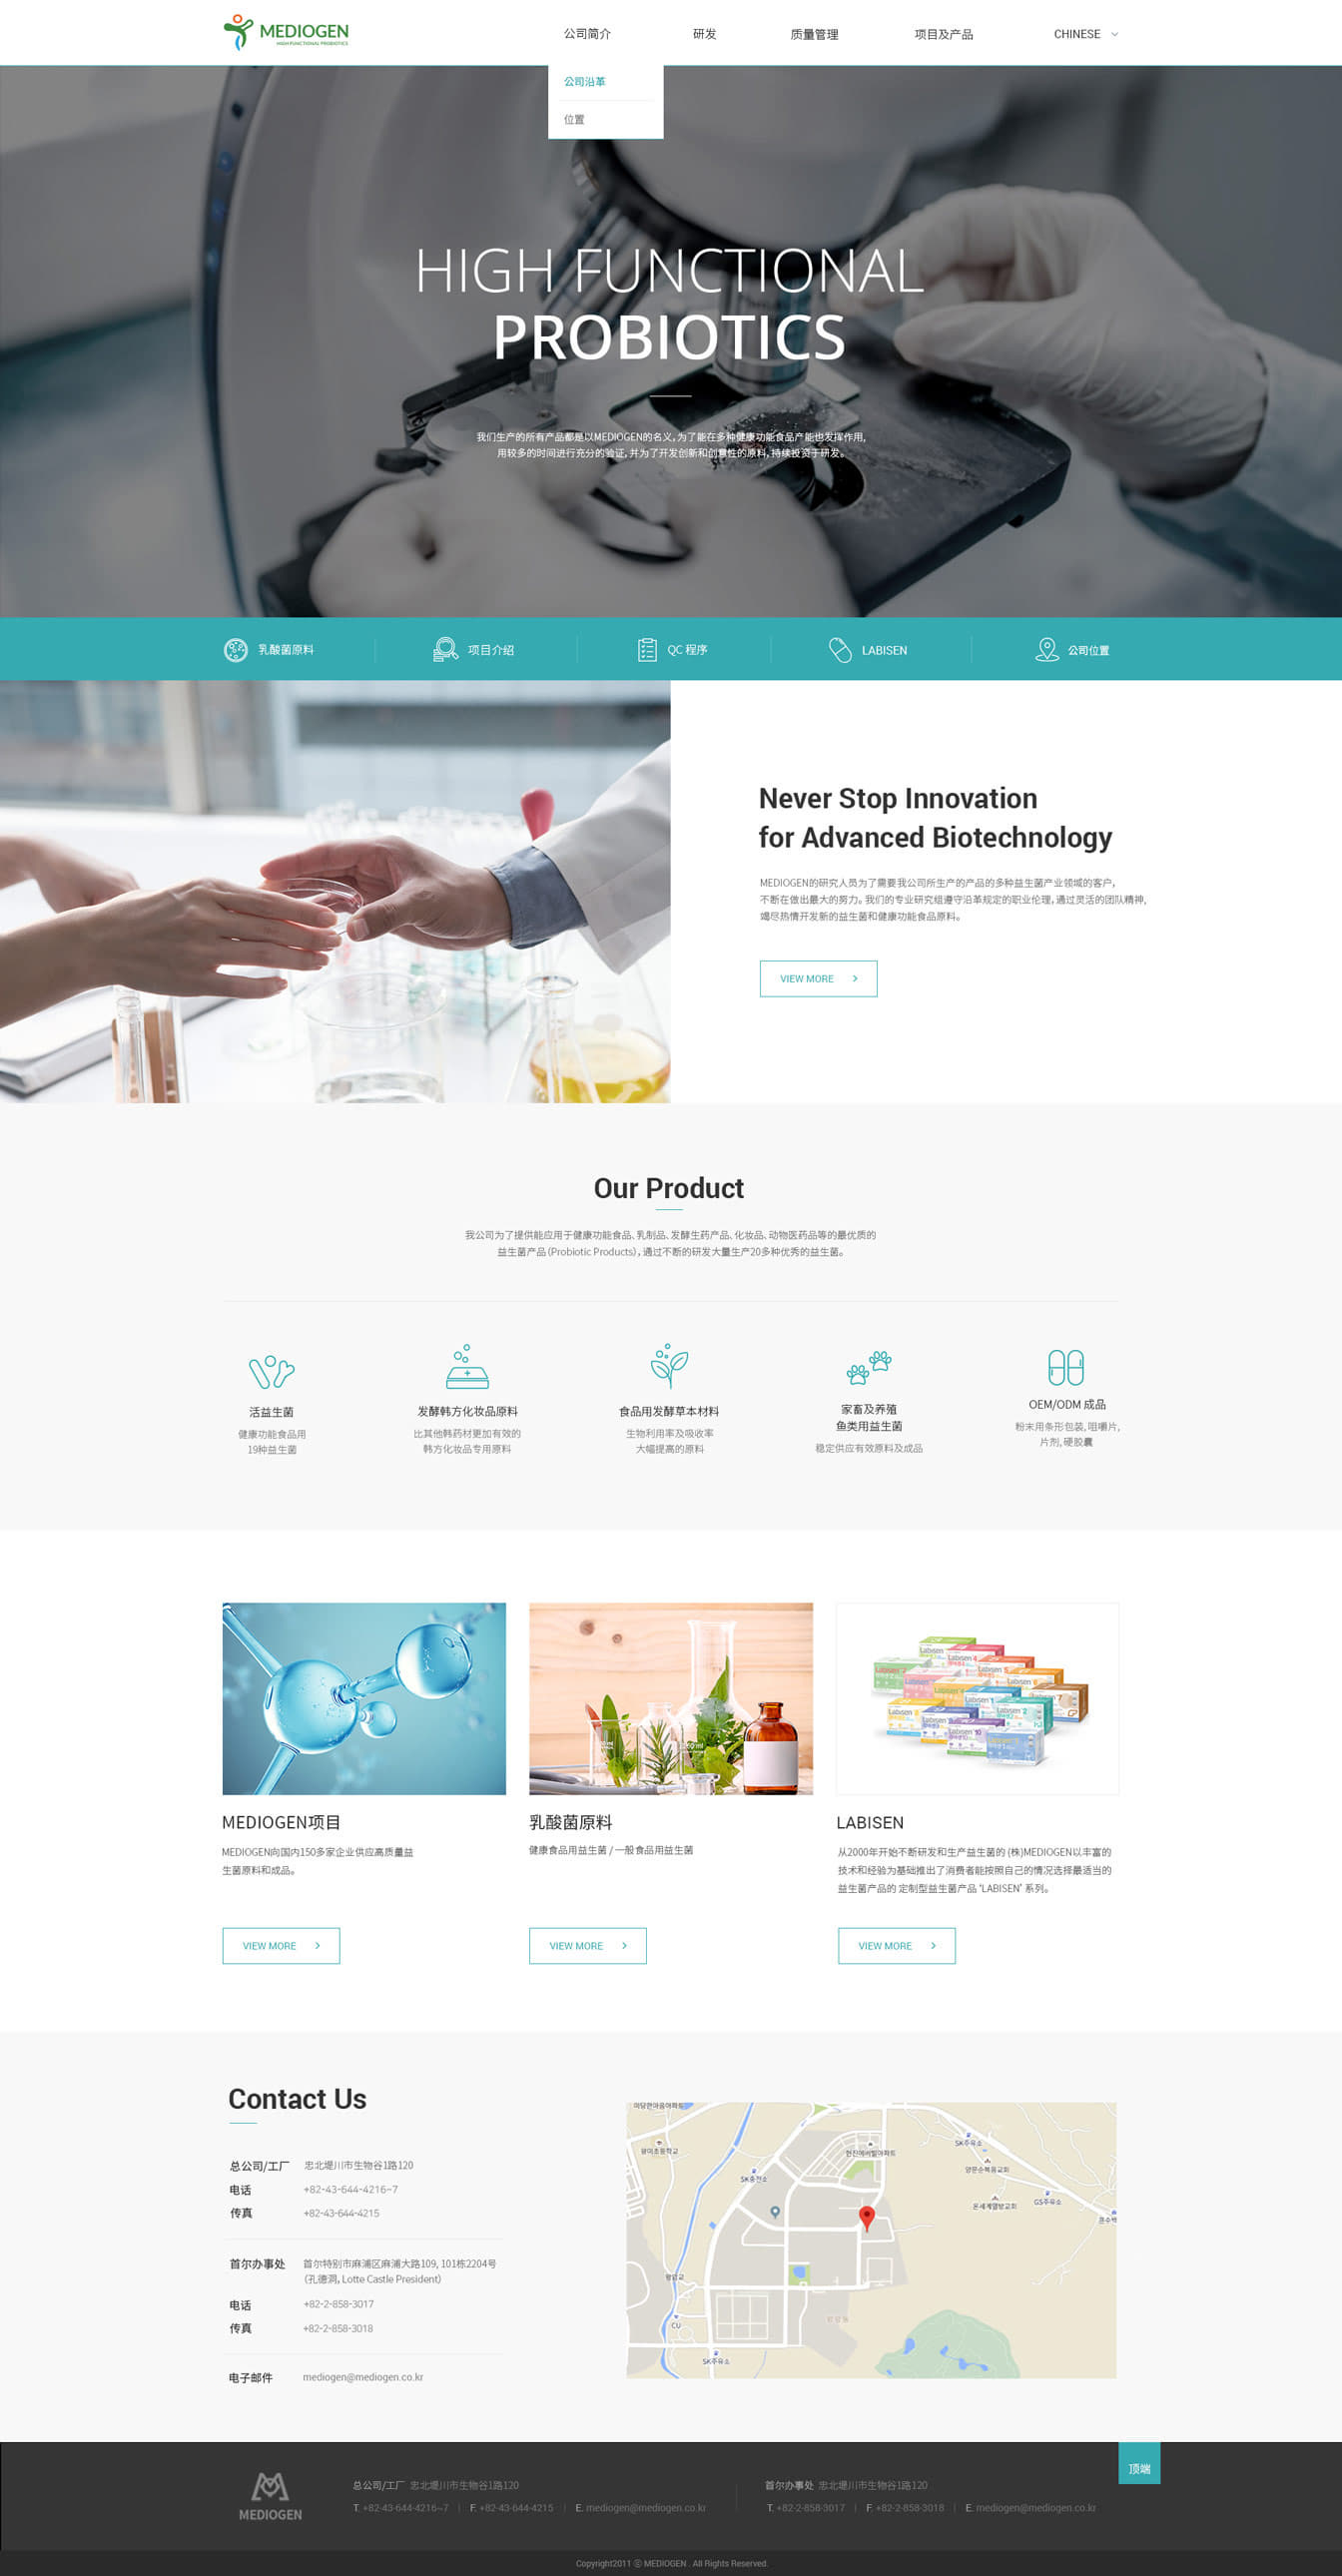 MEDIOGEN
HIGH FUNCTIONAL PROBIOTICS
公司简介
研发
质量管理
项目及产品
CHINESE
公司沿革
位置
HIGH FUNCTIONAL
PROBIOTICS
我们生产的所有产品都是以MEDIOGEN的名义, 为了能在多种健康功能食品产能也发挥作用,
用较多的时间进行充分的验证, 并为了开发创新和创意性的原料, 持续投资于研发。
乳酸菌原料
项目介绍
QC 程序
LABISEN
公司位置
Never Stop Innovation
for Advanced Biotechnology
MEDIOGEN的研究人员为了需要我公司所生产的产品的多种益生菌产业领域的客户,
不断在做出最大的努力。我们的专业研究组遵守沿革规定的职业伦理, 通过灵活的团队精神,
竭尽热情开发新的益生菌和健康功能食品原料。
VIEW MORE
Our Product
我公司为了提供能应用于健康功能食品、乳制品、发酵生药产品、化妆品、动物医药品等的最优质的
益生菌产品 (Probiotic Products), 通过不断的研发大量生产20多种优秀的益生菌。
活益生菌
健康功能食品用
19种益生菌
发酵韩方化妆品原料
比其他韩药材更加有效的
韩方化妆品专用原料
食品用发酵草本材料
生物利用率及吸收率
大幅提高的原料
家畜及养殖
鱼类用益生菌
稳定供应有效原料及成品
OEM/ODM 成品
粉末用条形包装, 咀嚼片,
片剂, 硬胶囊
MEDIOGEN项目
MEDIOGEN向国内150多家企业供应高质量益
生菌原料和成品。
VIEW MORE
乳酸菌原料
健康食品用益生菌 / 一般食品用益生菌
VIEW MORE
Labisen
LABISEN
从2000年开始不断研发和生产益生菌的 (株)MEDIOGEN以丰富的
技术和经验为基础推出了消费者能按照自己的情况选择最适当的
益生菌产品的 定制型益生菌产品 'LABISEN' 系列。
VIEW MORE
Contact Us
总公司/工厂 忠北堤川市生物谷1路120
电话 +82-43-644-4216~7
传真 +82-43-644-4215
首尔办事处 首尔特别市麻浦区麻浦大路109, 101栋2204号
(孔德洞, Lotte Castle President)
电话 +82-2-858-3017
传真 +82-2-858-3018
电子邮件 mediogen@mediogen.co.kr
SK충전소
SK주유소
GS주유소
CU
SK주유소
顶端
MEDIOGEN
总公司/工厂 忠北堤川市生物谷1路120
T. +82-43-644-4216~7 | F. +82-43-644-4215 | E. mediogen@mediogen.co.kr
首尔办事处 忠北堤川市生物谷1路120
T. +82-2-858-3017 | F. +82-2-858-3018 | E. mediogen@mediogen.co.kr
Copyright2011 ⓒ MEDIOGEN . All Rights Reserved.